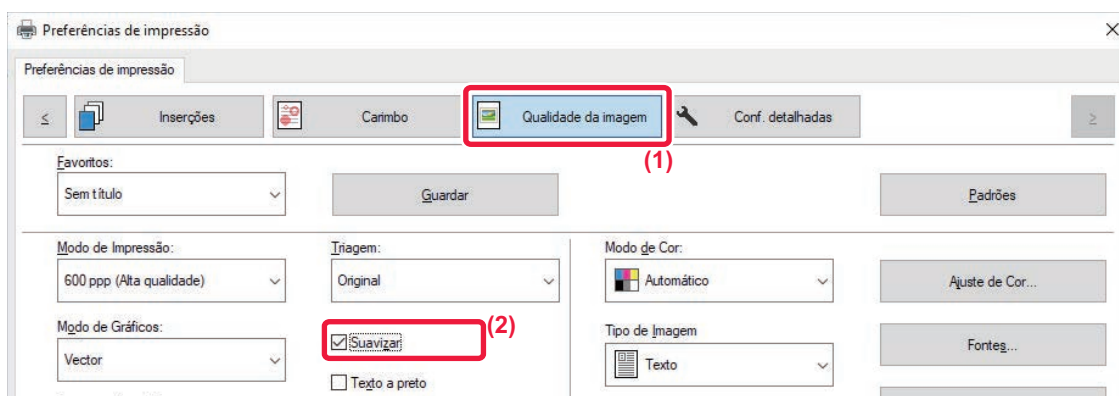 Preferências de impressão
Preferências de impressão
<
Inserções
Carimbo
Qualidade da imagem
Conf. detalhadas
>
(1)
Favoritos:
Sem título
Guardar
Padrões
Modo de Impressão:
600 ppp (Alta qualidade)
Triagem:
Original
Modo de Cor:
Automático
Ajuste de Cor...
Modo de Gráficos:
Vector
(2)
Suavizar
Texto a preto
Tipo de Imagem
Texto
Fontes...